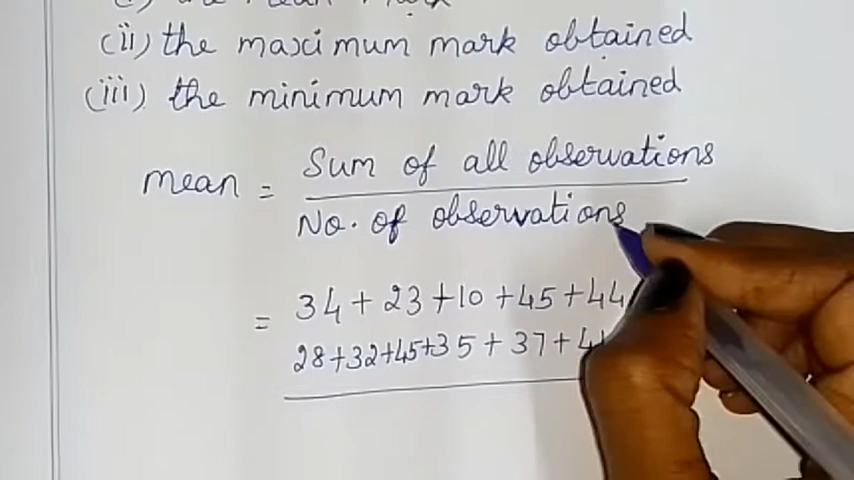 (ii) the maximum mark obtained
(iii) the minimum mark obtained
mean = Sum of all observations
No. of observations
= 34 + 23 + 10 + 45 + 44
28 + 32 + 45 + 35 + 37 +